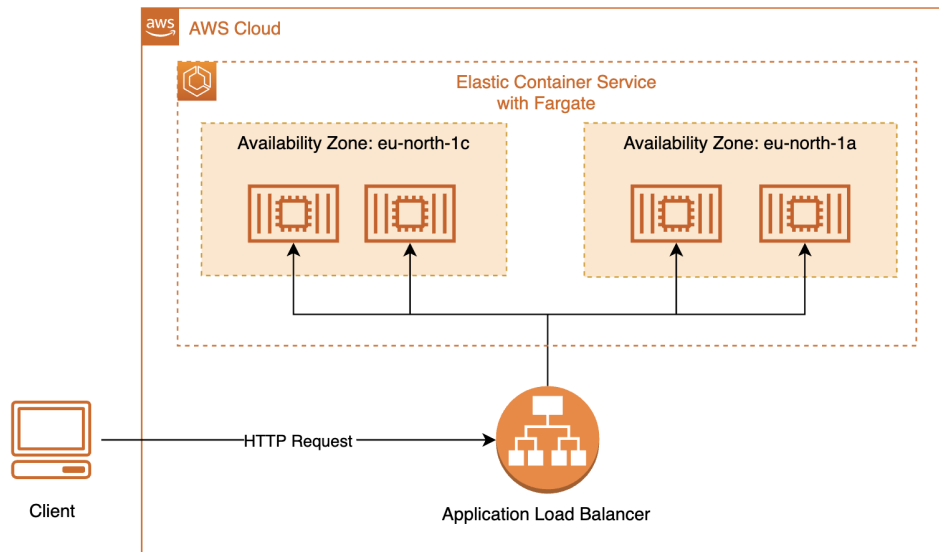 aws
AWS Cloud
Elastic Container Service
with Fargate
Availability Zone: eu-north-1c
Availability Zone: eu-north-1a
HTTP Request
Client
Application Load Balancer